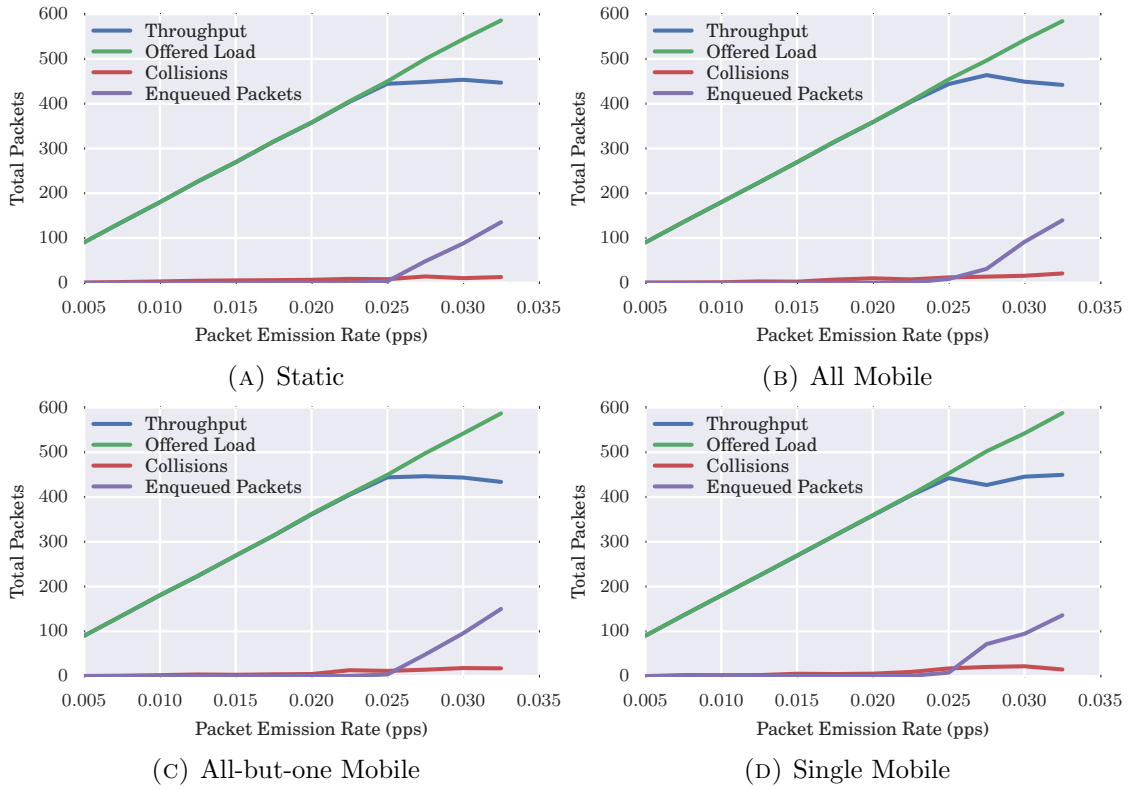 600
500
400
300
200
100
0
Total Packets
Throughput
Offered Load
Collisions
Enqueued Packets
0.005 0.010 0.015 0.020 0.025 0.030 0.035
Packet Emission Rate (pps)
(A) Static
600
500
400
300
200
100
0
Total Packets
Throughput
Offered Load
Collisions
Enqueued Packets
0.005 0.010 0.015 0.020 0.025 0.030 0.035
Packet Emission Rate (pps)
(B) All Mobile
600
500
400
300
200
100
0
Total Packets
Throughput
Offered Load
Collisions
Enqueued Packets
0.005 0.010 0.015 0.020 0.025 0.030 0.035
Packet Emission Rate (pps)
(C) All-but-one Mobile
600
500
400
300
200
100
0
Total Packets
Throughput
Offered Load
Collisions
Enqueued Packets
0.005 0.010 0.015 0.020 0.025 0.030 0.035
Packet Emission Rate (pps)
(D) Single Mobile